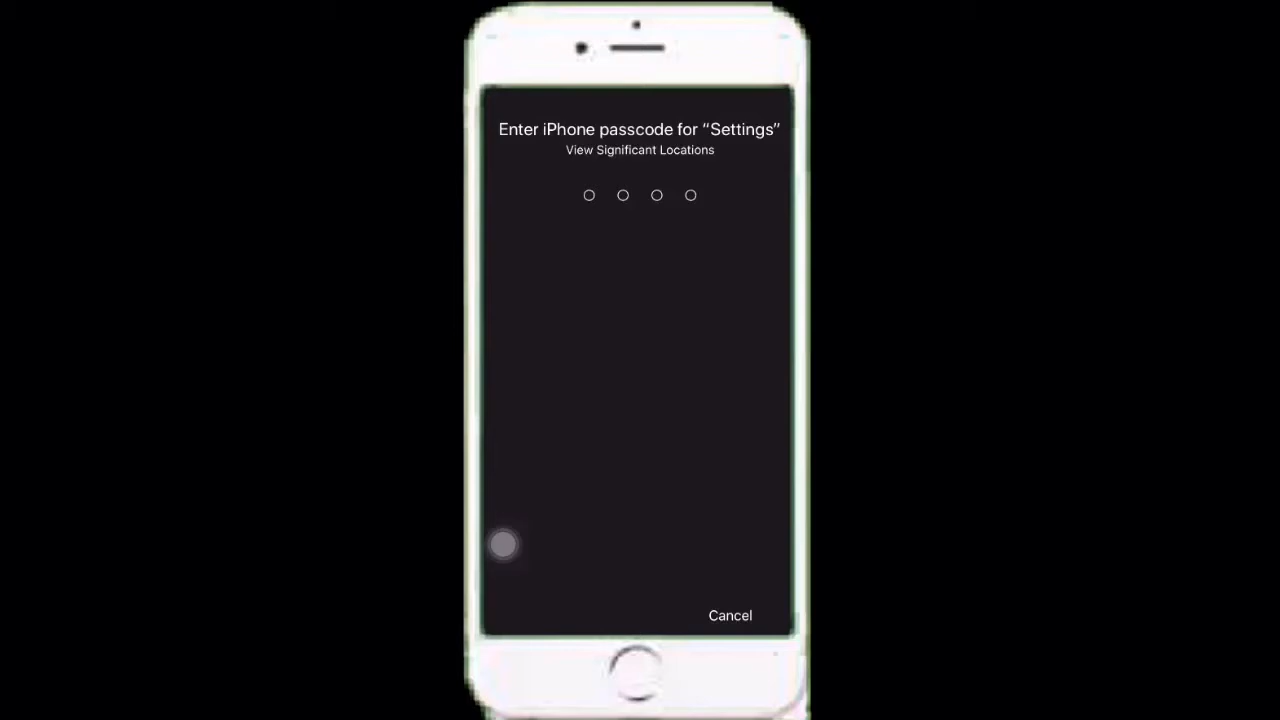 Enter iPhone passcode for “Settings”
View Significant Locations
Cancel